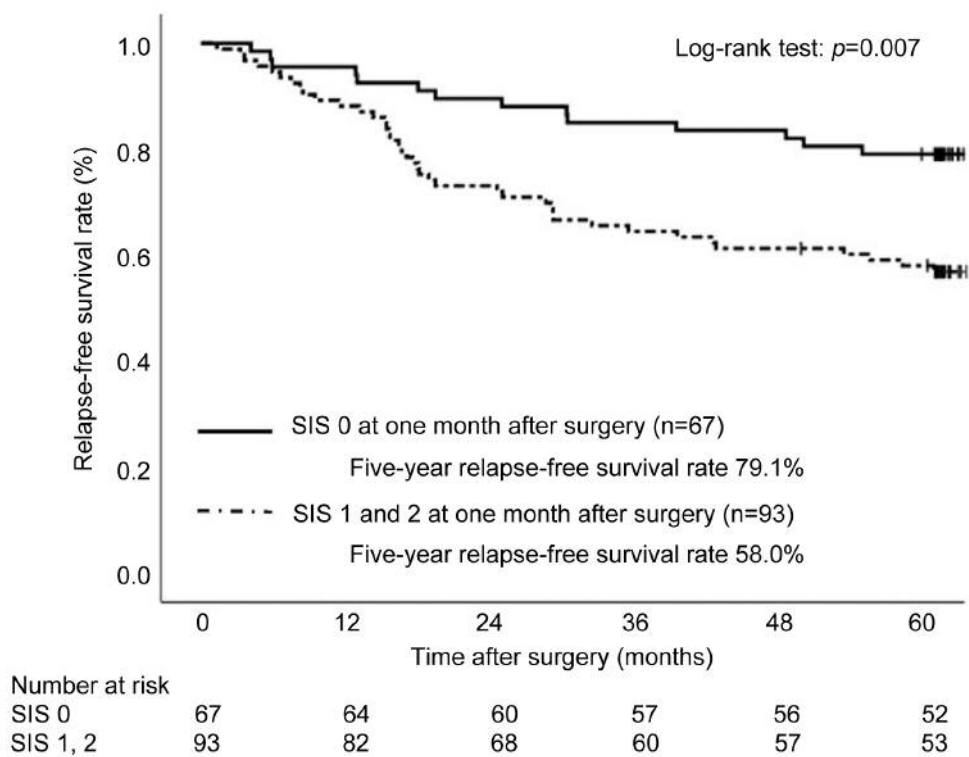 Log-rank test: p=0.007
Relapse-free survival rate (%)
1.0
0.8
0.6
0.4
0.2
0.0
SIS 0 at one month after surgery (n=67)
Five-year relapse-free survival rate 79.1%
SIS 1 and 2 at one month after surgery (n=93)
Five-year relapse-free survival rate 58.0%
0 12 24 36 48 60
Time after surgery (months)
Number at risk
SIS 0 67 64 60 57 56 52
SIS 1, 2 93 82 68 60 57 53